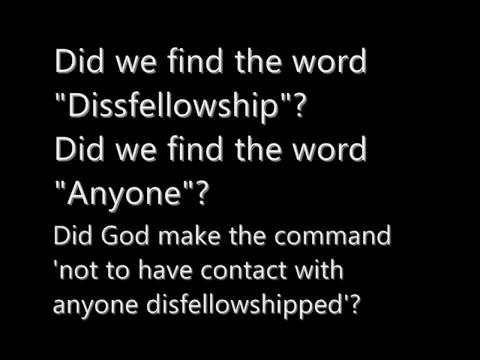 Did we find the word
"Dissfellowship"?
Did we find the word
"Anyone"?
Did God make the command
'not to have contact with
anyone disfellowshipped'?